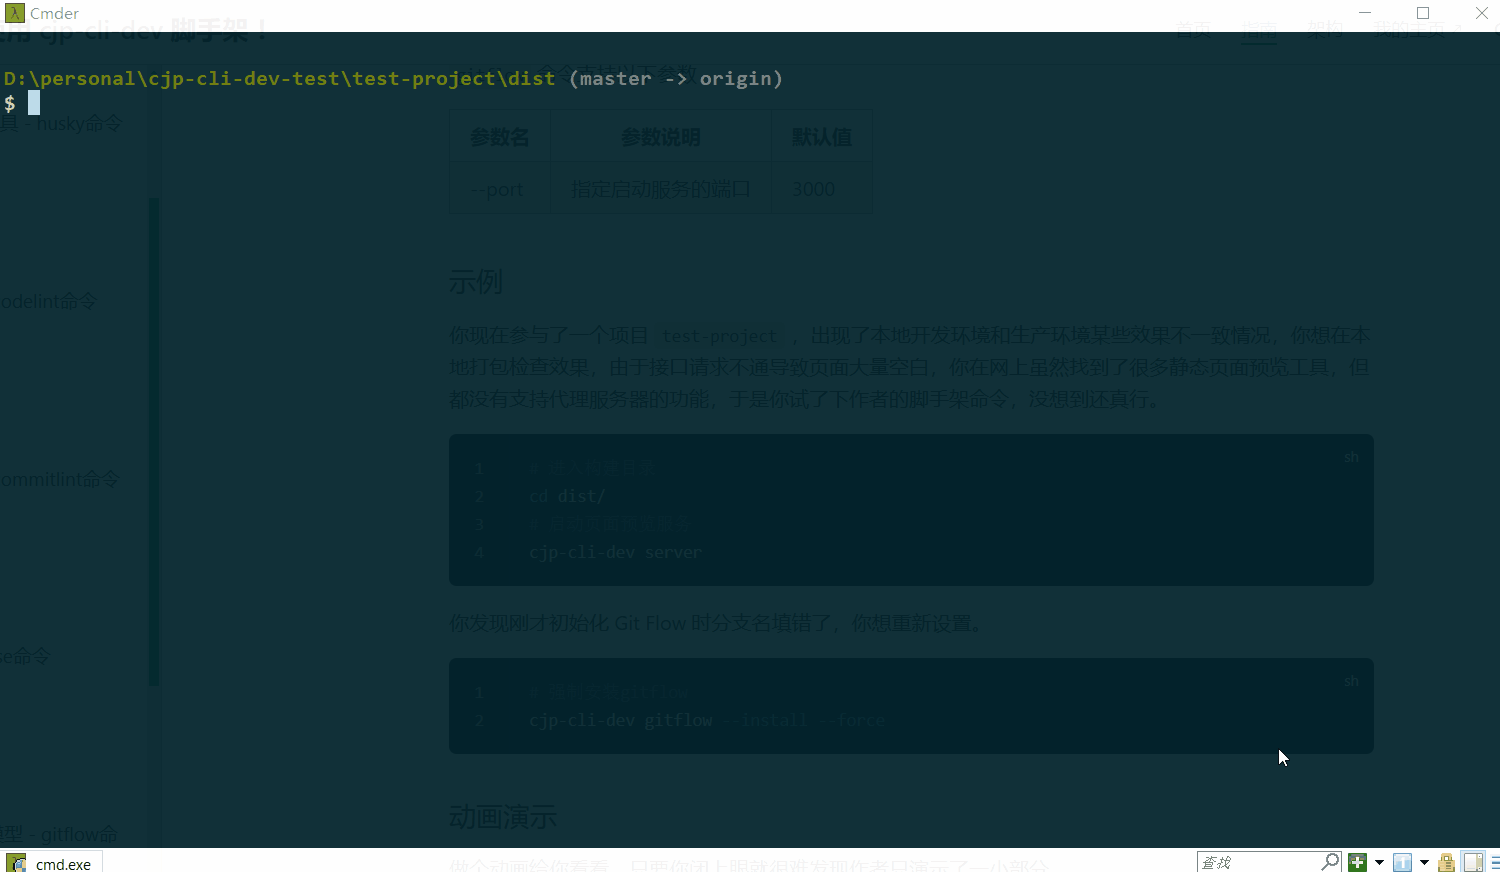 Cmder
用 cjp-cli-dev 脚手架！
首页 指南 架构 我的主页
D:\personal\cjp-cli-dev-test\test-project\dist (master -> origin)
$
具 - husky命令
参数名 参数说明 默认值
--port 指定启动服务的端口 3000
示例
odelint命令
你现在参与了一个项目 test-project ，出现了本地开发环境和生产环境某些效果不一致情况，你想在本
地打包检查效果，由于接口请求不通导致页面大量空白，你在网上虽然找到了很多静态页面预览工具，但
都没有支持代理服务器的功能，于是你试了下作者的脚手架命令，没想到还真行。
sh
1 # 进入构建目录
2 cd dist/
3
4 cjp-cli-dev server
ommitlint命令
你发现刚才初始化 Git Flow 时分支名填错了，你想重新设置。
se命令
sh
1
2 cjp-cli-dev gitflow --install --force
动画演示
型 - gitflow命
做个动画给你看看，只要你闭上眼就很难发现作者只演示了一小部分
cmd.exe
查找